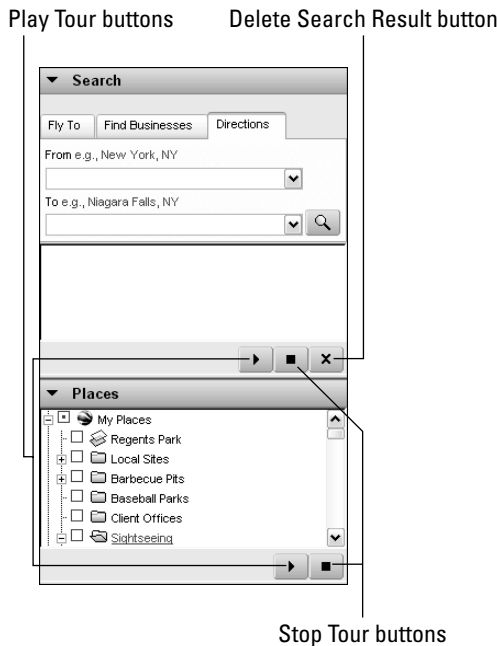 Play Tour buttons
Delete Search Result button
Search
Fly To
Find Businesses
Directions
From e.g., New York, NY
To e.g., Niagara Falls, NY
Places
My Places
Regents Park
Local Sites
Barbecue Pits
Baseball Parks
Client Offices
Sightseeing
Stop Tour buttons